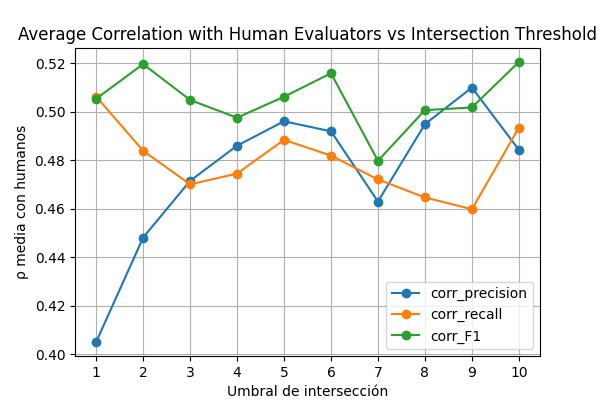 Average Correlation with Human Evaluators vs Intersection Threshold
0.52
0.50
0.48
0.46
0.44
0.42
0.40
ρ media con humanos
corr_precision
corr_recall
corr_F1
1 2 3 4 5 6 7 8 9 10
Umbral de intersección